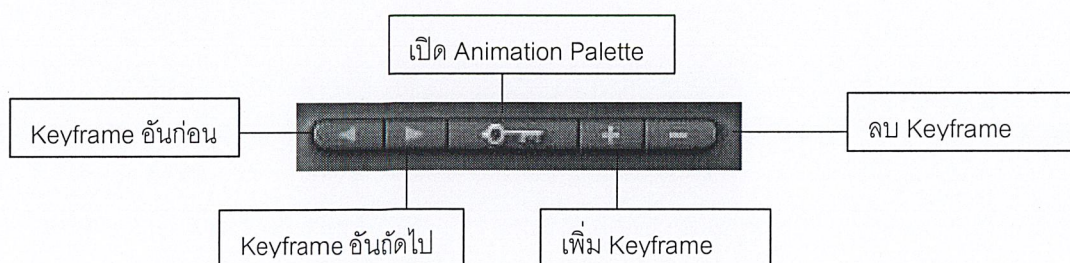 เปิด Animation Palette
Keyframe อันก่อน
ลบ Keyframe
Keyframe อันถัดไป
เพิ่ม Keyframe